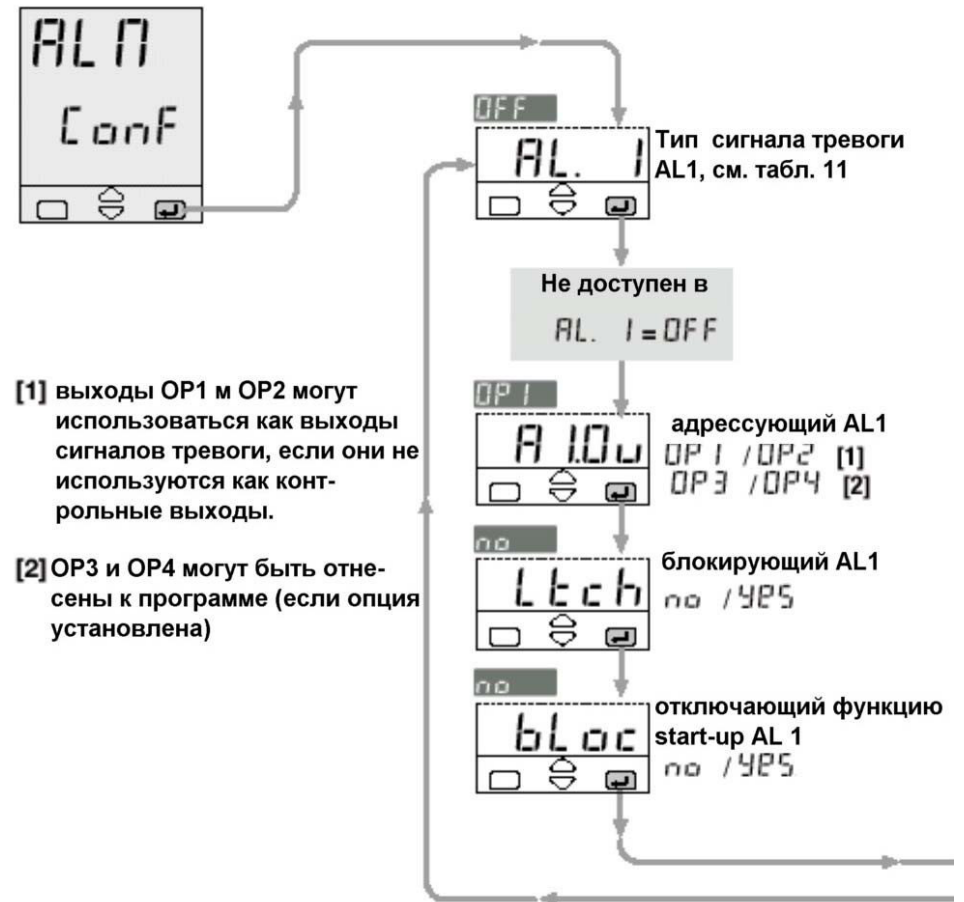 ALM
ConF
OFF
AL. 1
Тип сигнала тревоги
AL1, см. табл. 11
Не доступен в
AL. 1 = OFF
[1] выходы OP1 м OP2 могут
использоваться как выходы
сигналов тревоги, если они не
используются как конт-
рольные выходы.
[2] OP3 и OP4 могут быть отне-
сены к программе (если опция
установлена)
OP1
A1.Ou
адрессующий AL1
OP1 / OP2 [1]
OP3 / OP4 [2]
no
Ltch
блокирующий AL1
no / YES
no
bLoc
отключающий функцию
start-up AL 1
no / YES